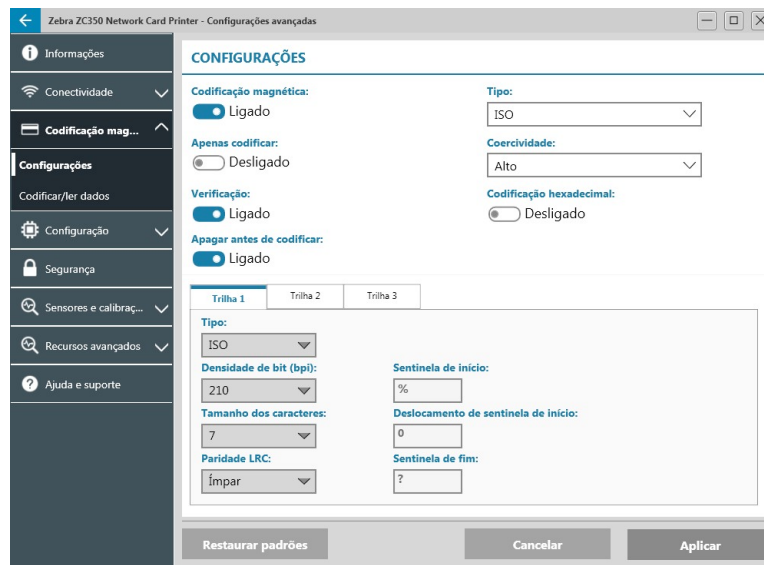 Zebra ZC350 Network Card Printer - Configurações avançadas
Informações
Conectividade
Codificação mag...
Configurações
Codificar/ler dados
Configuração
Segurança
Sensores e calibraç...
Recursos avançados
Ajuda e suporte
CONFIGURAÇÕES
Codificação magnética:
Ligado
Tipo:
ISO
Apenas codificar:
Desligado
Coercividade:
Alto
Verificação:
Ligado
Codificação hexadecimal:
Desligado
Apagar antes de codificar:
Ligado
Trilha 1
Trilha 2
Trilha 3
Tipo:
ISO
Densidade de bit (bpi):
210
Sentinela de início:
%
Tamanho dos caracteres:
7
Deslocamento de sentinela de início:
0
Paridade LRC:
Ímpar
Sentinela de fim:
?
Restaurar padrões
Cancelar
Aplicar